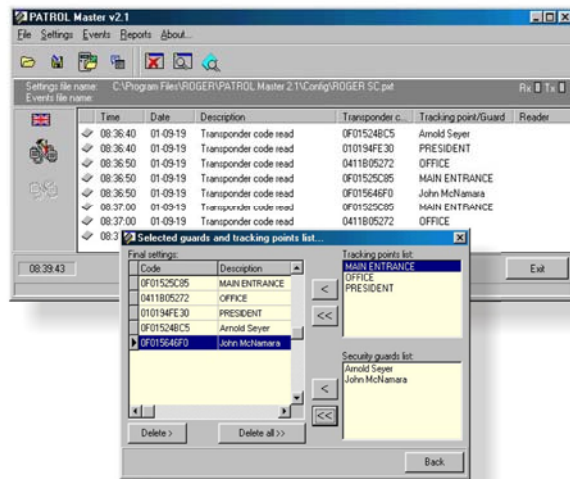 PATROL Master v2.1
File Settings Events Reports About...
Settings file name: C:\Program Files\ROGER\PATROL Master 2.1\Config\ROGER SC.pxt Rx Tx
Events file name:
Time Date Description Transponder c... Tracking point/Guard Reader
08:36:40 01-09-19 Transponder code read 0F01524BC5 Arnold Seyer
08:36:40 01-09-19 Transponder code read 010194FE30 PRESIDENT
08:36:50 01-09-19 Transponder code read 0411B05272 OFFICE
08:36:50 01-09-19 Transponder code read 0F01525C85 MAIN ENTRANCE
08:36:50 01-09-19 Transponder code read 0F015646F0 John McNamara
08:37:00 01-09-19 Transponder code read 0F01525C85 MAIN ENTRANCE
08:37:00 01-09-19 Transponder code read 0411B05272 OFFICE
08:3
08:39:43
Exit
Selected guards and tracking points list...
Final settings:
Code Description
0F01525C85 MAIN ENTRANCE
0411B05272 OFFICE
010194FE30 PRESIDENT
0F01524BC5 Arnold Seyer
0F015646F0 John McNamara
Delete > Delete all >>
<
<<
Tracking points list:
MAIN ENTRANCE
OFFICE
PRESIDENT
<
<<
Security guards list:
Arnold Seyer
John McNamara
Back